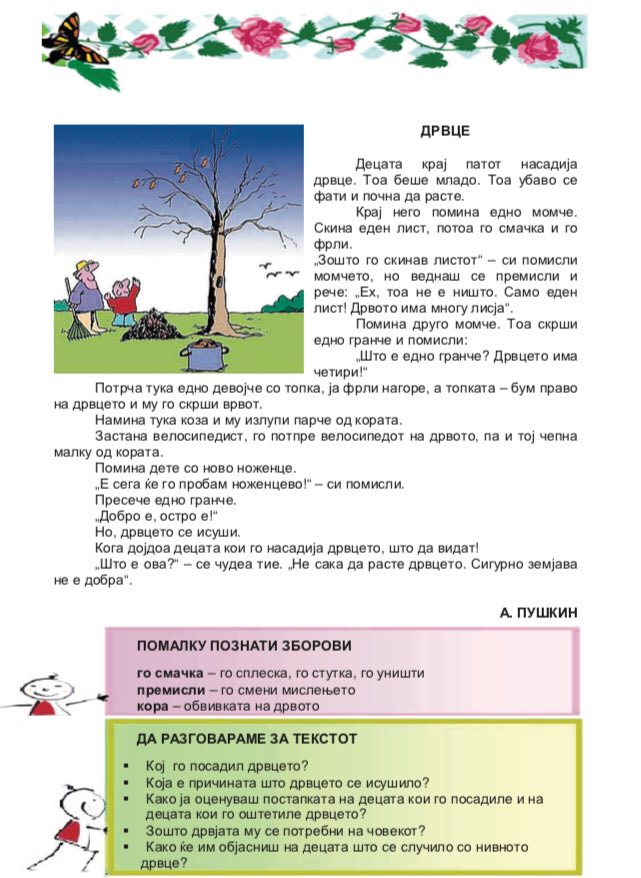 ДРВЦЕ
Децата крај патот насадија
дрвце. Тоа беше младо. Тоа убаво се
фати и почна да расте.
Крај него помина едно момче.
Скина еден лист, потоа го смачка и го
фрли.
„Зошто го скинав листот“ – си помисли
момчето, но веднаш се премисли и
рече: „Ех, тоа не е ништо. Само еден
лист! Дрвото има многу лисја“.
Помина друго момче. Тоа скрши
едно гранче и помисли:
„Што е едно гранче? Дрвцето има
четири!“
Потрча тука едно девојче со топка, ја фрли нагоре, а топката – бум право
на дрвцето и му го скрши врвот.
Намина тука коза и му излупи парче од кората.
Застана велосипедист, го потпре велосипедот на дрвото, па и тој чепна
малку од кората.
Помина дете со ново ноженце.
„Е сега ќе го пробам ноженцево!“ – си помисли.
Пресече едно гранче.
„Добро е, остро е!“
Но, дрвцето се исуши.
Кога дојдоа децата кои го насадија дрвцето, што да видат!
„Што е ова?“ – се чудеа тие. „Не сака да расте дрвцето. Сигурно земјава
не е добра“.
А. ПУШКИН
ПОМАЛКУ ПОЗНАТИ ЗБОРОВИ
го смачка – го сплеска, го стутка, го уништи
премисли – го смени мислењето
кора – обвивката на дрвото
ДА РАЗГОВАРАМЕ ЗА ТЕКСТОТ
▪ Кој го посадил дрвцето?
▪ Која е причината што дрвцето се исушило?
▪ Како ја оценуваш постапката на децата кои го посадиле и на
децата кои го оштетиле дрвцето?
▪ Зошто дрвјата му се потребни на човекот?
▪ Како ќе им објасниш на децата што се случило со нивното
дрвце?